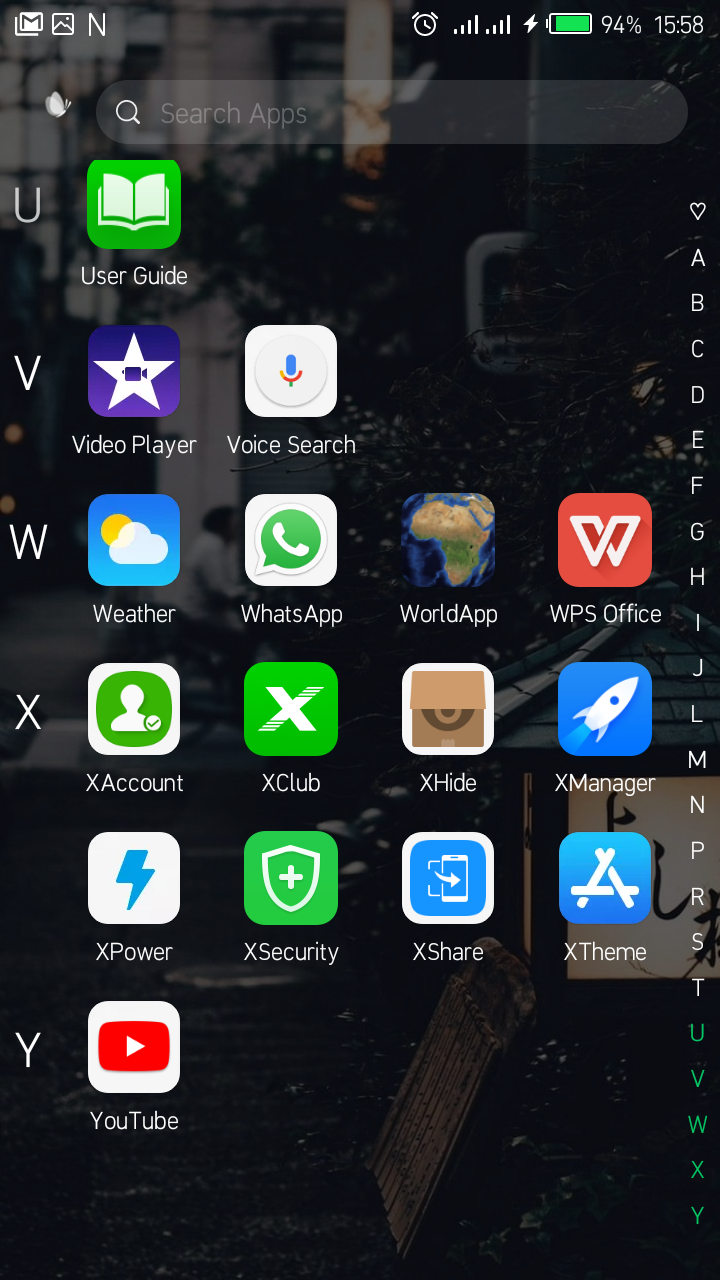 N 94% 15:58
Search Apps
U
User Guide
V
Video Player Voice Search
W
Weather WhatsApp WorldApp WPS Office
X
XAccount XClub XHide XManager
XPower XSecurity XShare XTheme
Y
YouTube
A
B
C
D
E
F
G
H
I
J
L
M
N
P
R
S
T
U
V
W
X
Y